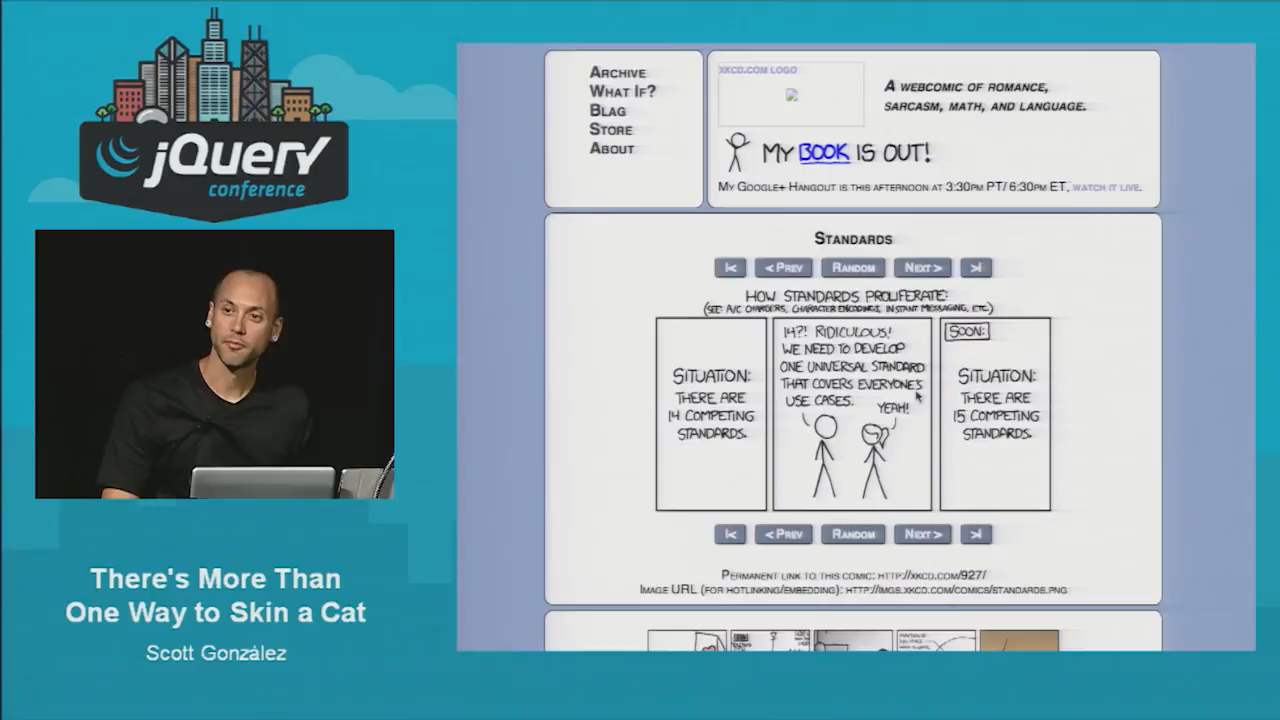 jQuery
conference
There's More Than
One Way to Skin a Cat
Scott González
ARCHIVE
WHAT IF?
BLAG
STORE
ABOUT
XKCD.COM LOGO
A WEBCOMIC OF ROMANCE,
SARCASM, MATH, AND LANGUAGE.
MY BOOK IS OUT!
MY GOOGLE+ HANGOUT IS THIS AFTERNOON AT 3:30PM PT/ 6:30PM ET, WATCH IT LIVE.
STANDARDS
|< < PREV RANDOM NEXT > >|
HOW STANDARDS PROLIFERATE:
(SEE: A/C CHARGERS, CHARACTER ENCODINGS, INSTANT MESSAGING, ETC.)
SITUATION:
THERE ARE
14 COMPETING
STANDARDS.
14?! RIDICULOUS!
WE NEED TO DEVELOP
ONE UNIVERSAL STANDARD
THAT COVERS EVERYONE'S
USE CASES.
YEAH!
SOON:
SITUATION:
THERE ARE
15 COMPETING
STANDARDS.
|< < PREV RANDOM NEXT > >|
PERMANENT LINK TO THIS COMIC: HTTP://XKCD.COM/927/
IMAGE URL (FOR HOTLINKING/EMBEDDING): HTTP://IMGS.XKCD.COM/COMICS/STANDARDS.PNG